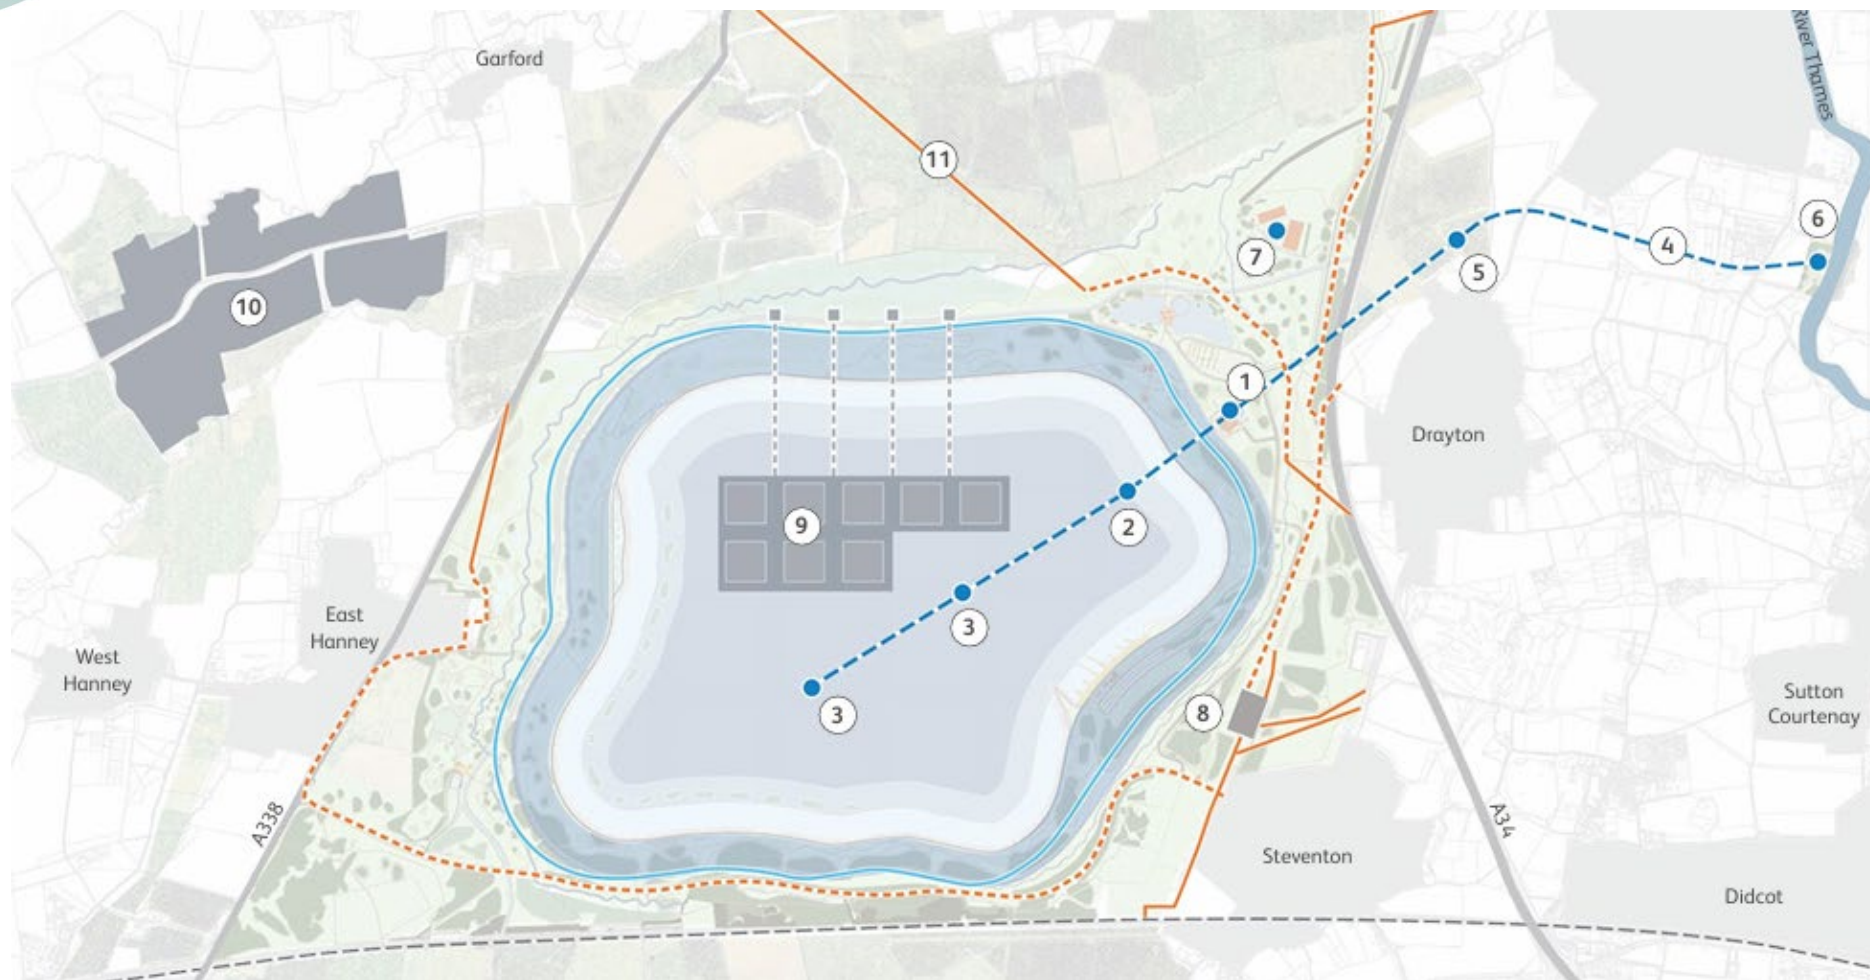 Garford
River Thames
11
6
7
4
5
10
1
Drayton
2
9
3
East
Hanney
West
Hanney
3
8
Sutton
Courtenay
A338
A34
Steventon
Didcot